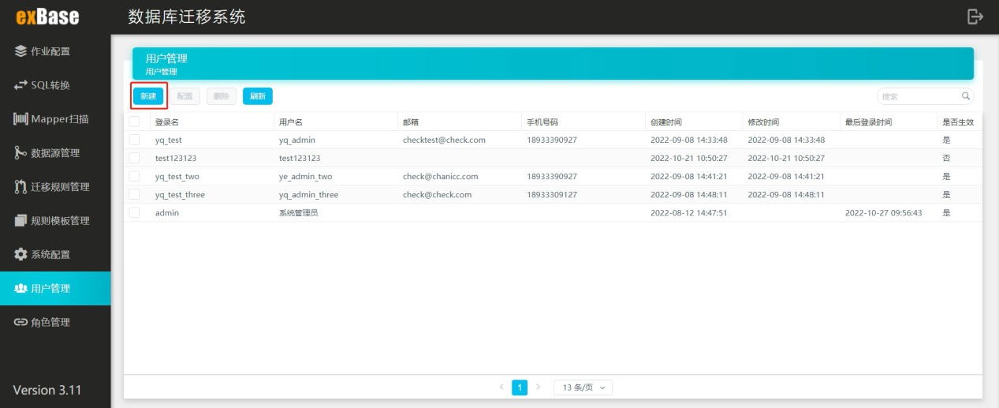 exBase 数据库迁移系统
作业配置
SQL转换
Mapper扫描
数据源管理
迁移规则管理
规则模板管理
系统配置
用户管理
角色管理
Version 3.11
用户管理
用户管理
新建 配置 删除 刷新 搜索
登录名 用户名 邮箱 手机号码 创建时间 修改时间 最后登录时间 是否生效
yq_test yq_admin checktest@check.com 18933390927 2022-09-08 14:33:48 2022-09-08 14:33:48 是
test123123 test123123 2022-10-21 10:50:27 2022-10-21 10:50:27 否
yq_test_two ye_admin_two check@chanicc.com 18933390927 2022-09-08 14:41:21 2022-09-08 14:41:21 是
yq_test_three yq_admin_three check@check.com 18933309127 2022-09-08 14:48:11 2022-09-08 14:48:11 是
admin 系统管理员 2022-08-12 14:47:51 2022-10-27 09:56:43 是
1 13 条/页